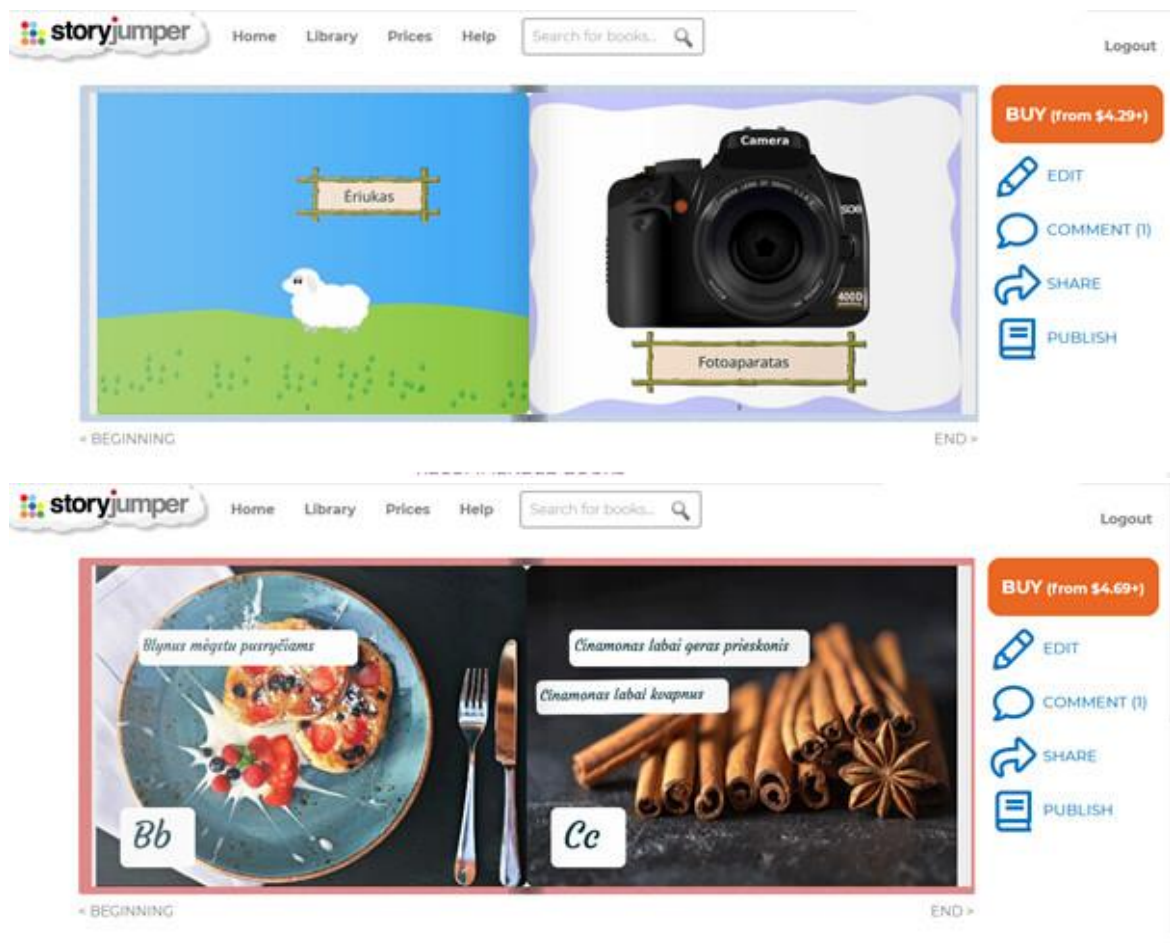 storyjumper
Home Library Prices Help Search for books...
Logout
BUY (from $4.29+)
EDIT
COMMENT (1)
SHARE
PUBLISH
Ėriukas
Camera
400D
Fotoaparatas
« BEGINNING
END »
storyjumper
Home Library Prices Help Search for books...
Logout
BUY (from $4.69+)
EDIT
COMMENT (1)
SHARE
PUBLISH
Blynus mėgstu pusryčiams
Bb
Cinamonas labai geras prieskonis
Cinamonas labai kvapnus
Cc
« BEGINNING
END »